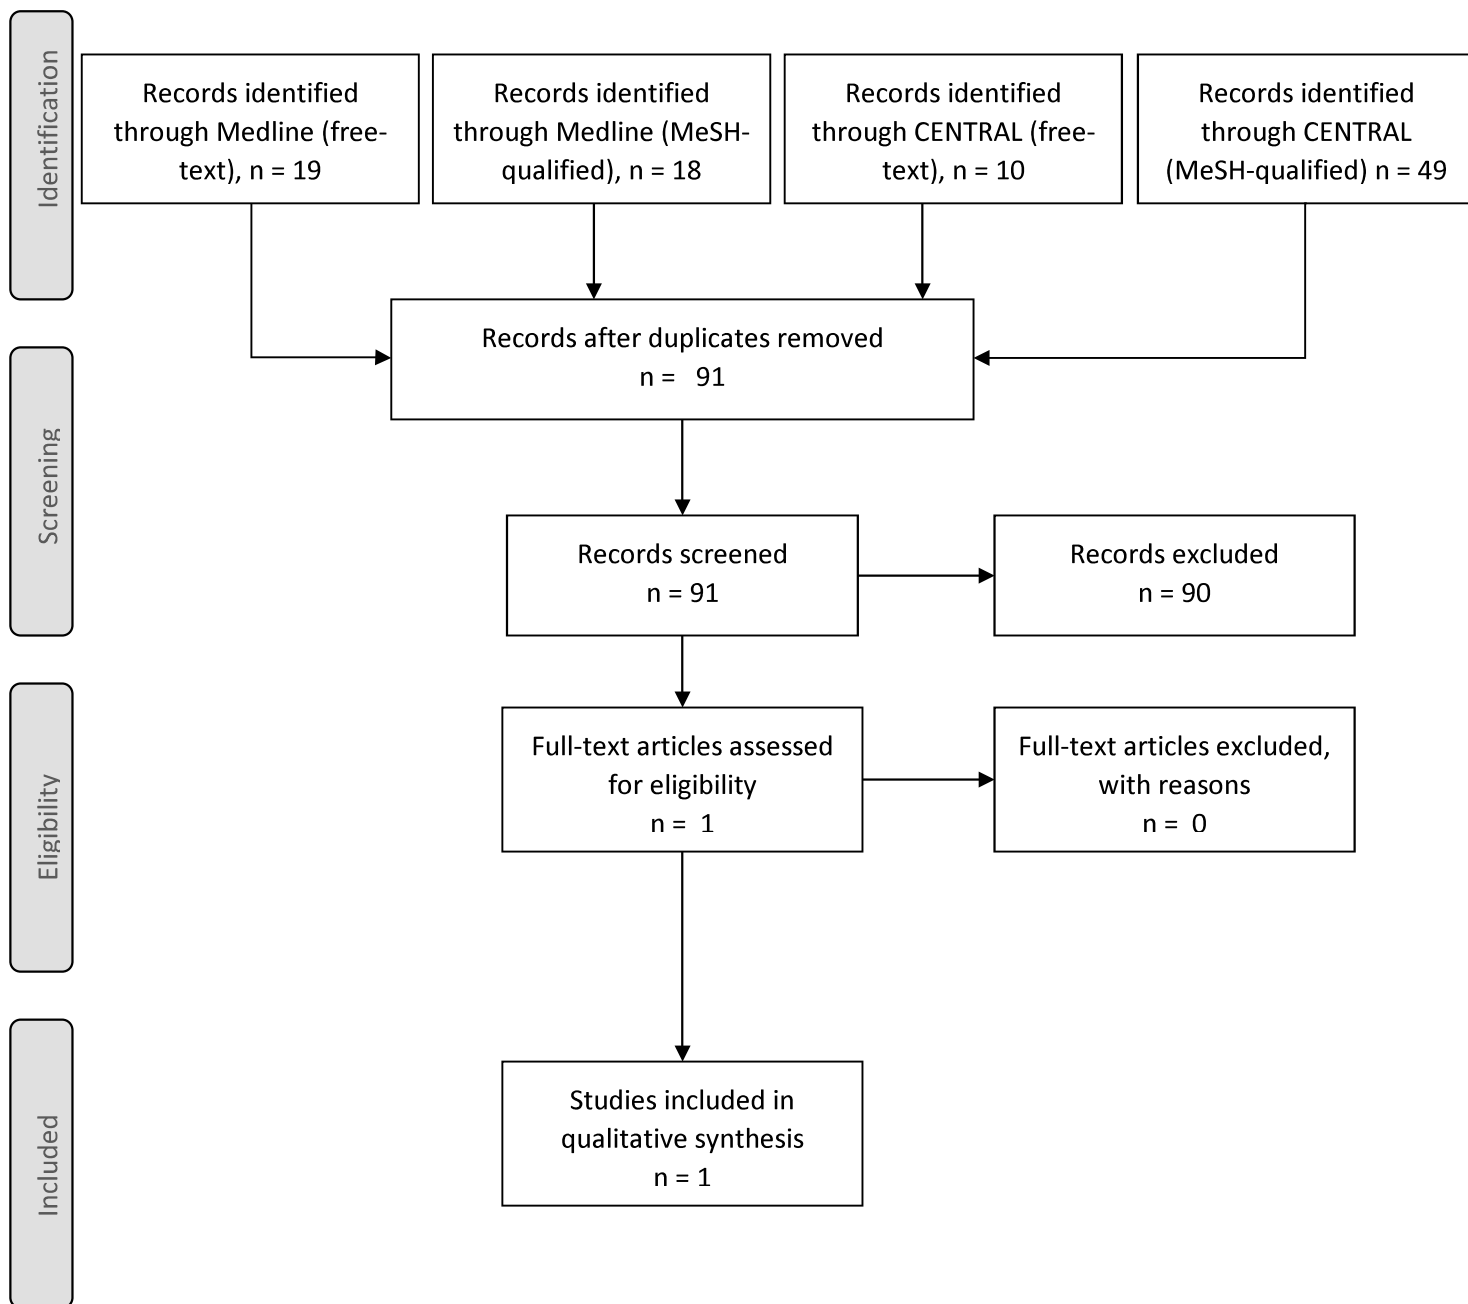 Identification
Records identified
through Medline (free-
text), n = 19
Records identified
through Medline (MeSH-
qualified), n = 18
Records identified
through CENTRAL (free-
text), n = 10
Records identified
through CENTRAL
(MeSH-qualified) n = 49
Records after duplicates removed
n = 91
Screening
Records screened
n = 91
Records excluded
n = 90
Eligibility
Full-text articles assessed
for eligibility
n = 1
Full-text articles excluded,
with reasons
n = 0
Included
Studies included in
qualitative synthesis
n = 1